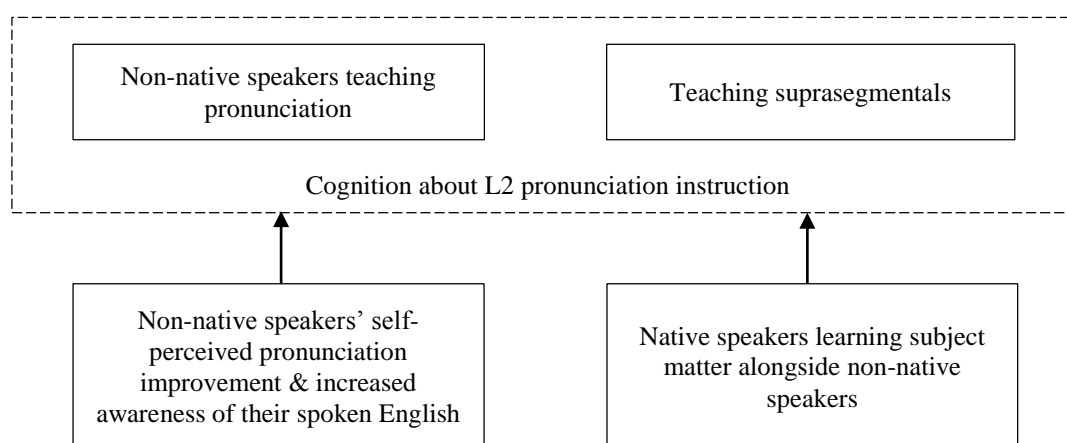 Non-native speakers teaching
pronunciation
Teaching suprasegmentals
Cognition about L2 pronunciation instruction
Non-native speakers’ self-
perceived pronunciation
improvement & increased
awareness of their spoken English
Native speakers learning subject
matter alongside non-native
speakers